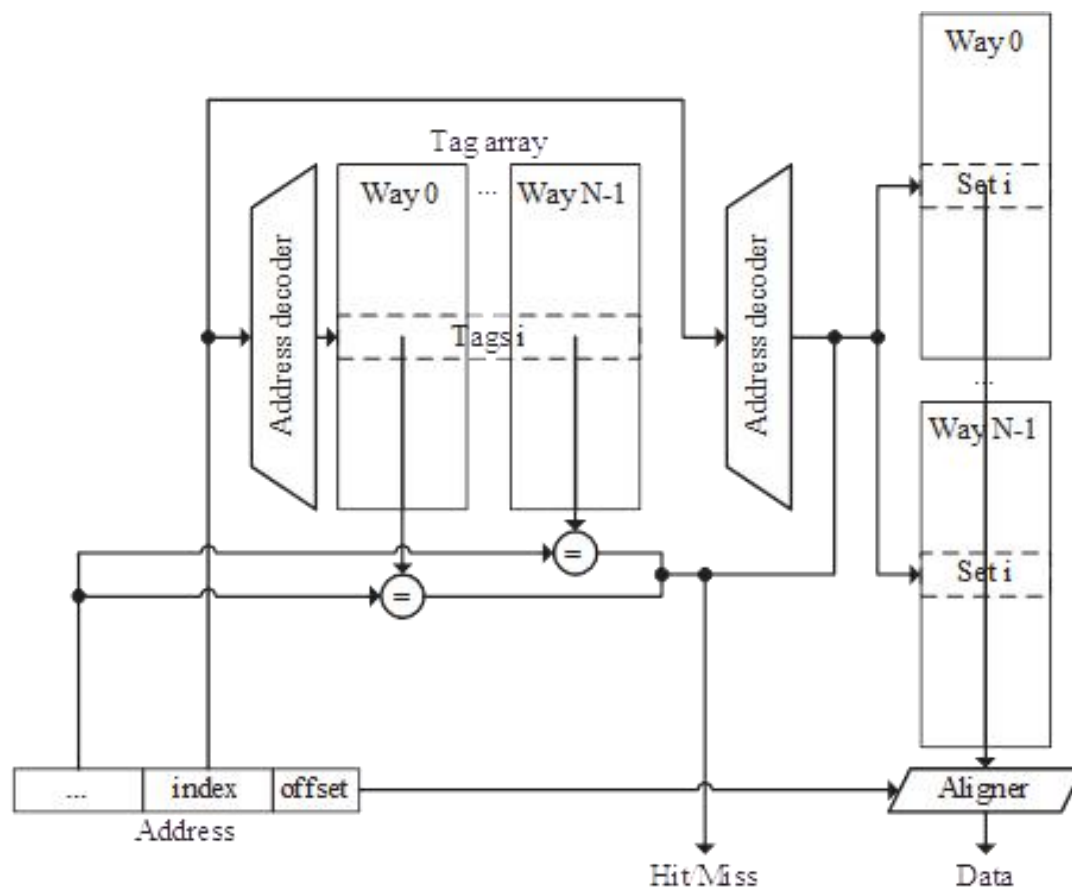 Way 0
Tag array
Way 0
...
Way N-1
Set i
Address decoder
Address decoder
Tags i
...
Way N-1
=
Set i
=
...
index
offset
Aligner
Address
Hit/Miss
Data